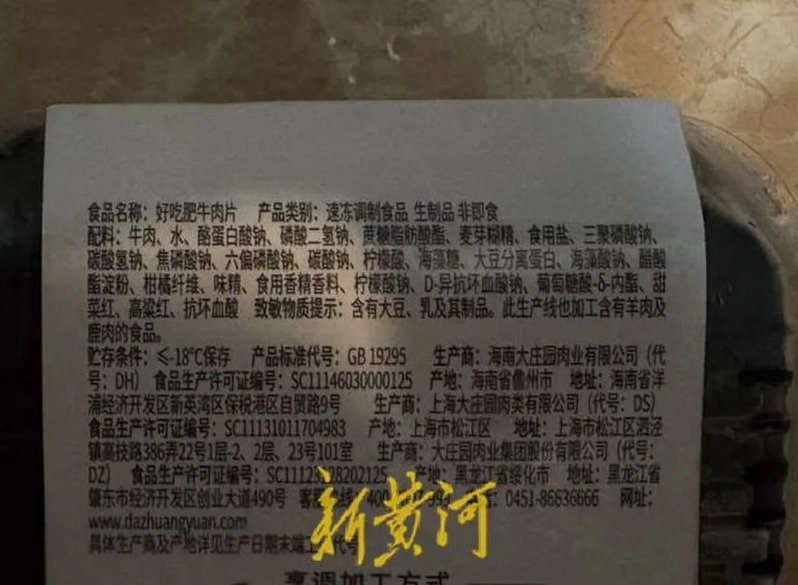 食品名称：好吃肥牛肉片 产品类别：速冻调制食品 生制品 非即食
配料：牛肉、水、酪蛋白酸钠、磷酸二氢钠、蔗糖脂肪酸酯、麦芽糊精、食用盐、三聚磷酸钠、
碳酸氢钠、焦磷酸钠、六偏磷酸钠、碳酸钠、柠檬酸、海藻糖、大豆分离蛋白、海藻酸钠、醋酸
酯淀粉、柑橘纤维、味精、食用香精香料、柠檬酸钠、D-异抗坏血酸钠、葡萄糖酸-δ-内酯、甜
菜红、高粱红、抗坏血酸 致敏物质提示：含有大豆、乳及其制品。此生产线也加工含有羊肉及
鹿肉的食品。
贮存条件：≤-18℃保存 产品标准代号：GB 19295 生产商：海南大庄园肉业有限公司（代
号：DH） 食品生产许可证编号：SC11146030000125 产地：海南省儋州市 地址：海南省洋
浦经济开发区新英湾区保税港区自贸路9号 生产商：上海大庄园肉类有限公司（代号：DS）
食品生产许可证编号：SC11131011704983 产地：上海市松江区 地址：上海市松江区泗泾
镇高技路386弄22号1层-2、2层、23号101室 生产商：大庄园肉业集团股份有限公司（代号：
DZ） 食品生产许可证编号：SC11123128202125 产地：黑龙江省绥化市 地址：黑龙江省
肇东市经济开发区创业大道490号 客服热线：400 0451-86636666 网址：
www.dazhuangyuan.com
具体生产商及产地详见生产日期末端 代号
新黄河
烹调加工方式